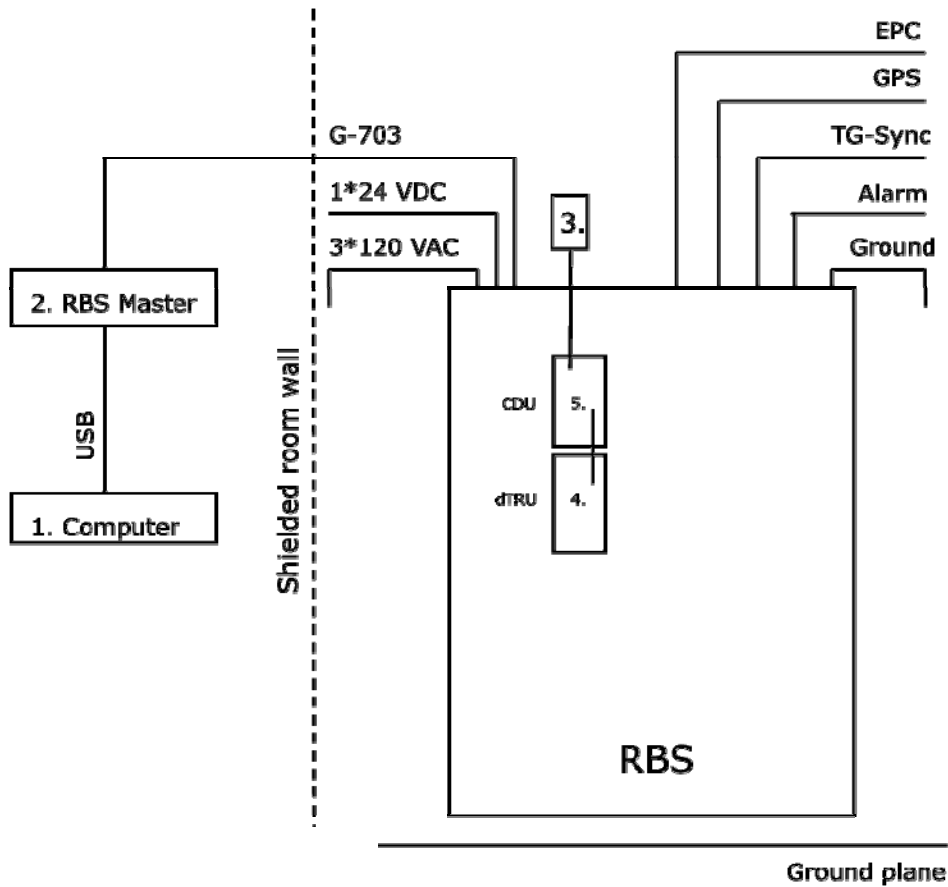 EPC
GPS
G-703
TG-Sync
1*24 VDC
3.
Alarm
3*120 VAC
Ground
2. RBS Master
Shielded room wall
CDU
5.
USB
dTRU
4.
1. Computer
RBS
Ground plane